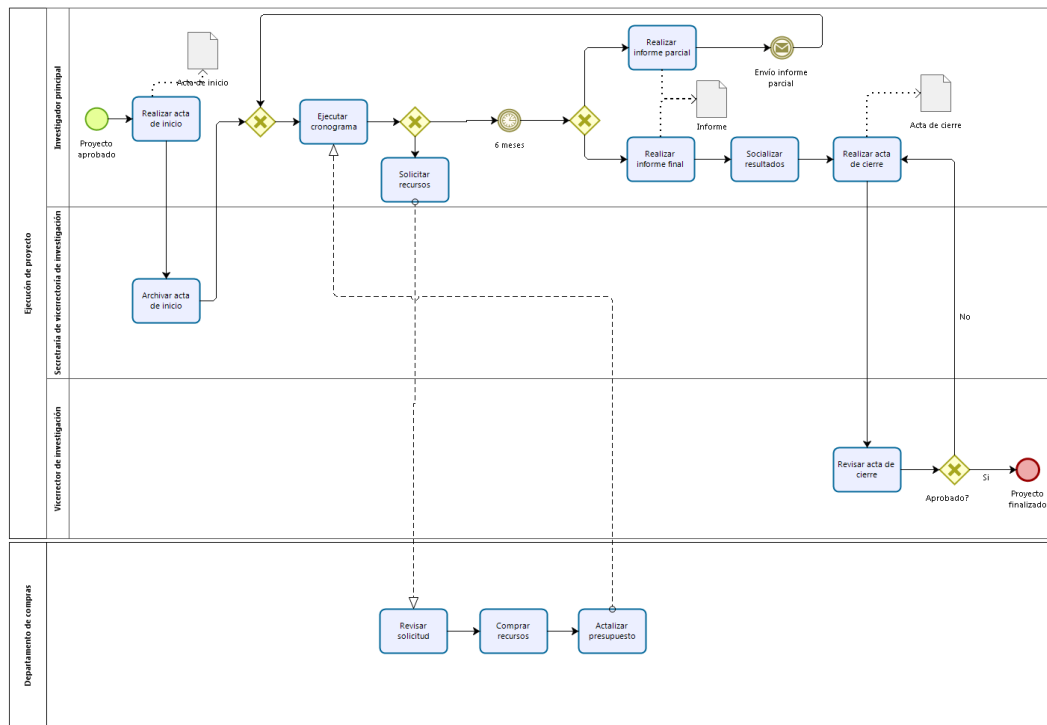 Ejecución de proyecto
Investigador principal
Proyecto
aprobado
Realizar acta
de inicio
Acta de inicio
Ejecutar
cronograma
Solicitar
recursos
6 meses
Realizar
informe parcial
Envío informe
parcial
Informe
Realizar
informe final
Socializar
resultados
Realizar acta
de cierre
Acta de cierre
Secretraría de vicerrectoría de investigación
Archivar acta
de inicio
No
Vicerrector de investigación
Revisar acta de
cierre
Aprobado?
Si
Proyecto
finalizado
Departamento de compras
Revisar
solicitud
Comprar
recursos
Actalizar
presupuesto